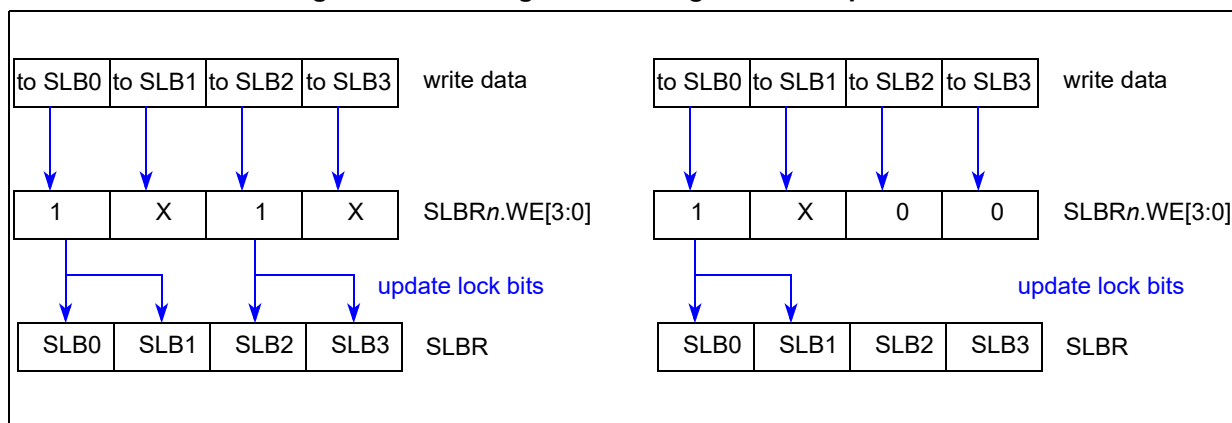 to SLB0 to SLB1 to SLB2 to SLB3 write data
1 X 1 X SLBRn.WE[3:0]
update lock bits
SLB0 SLB1 SLB2 SLB3 SLBR
to SLB0 to SLB1 to SLB2 to SLB3 write data
1 X 0 0 SLBRn.WE[3:0]
update lock bits
SLB0 SLB1 SLB2 SLB3 SLBR